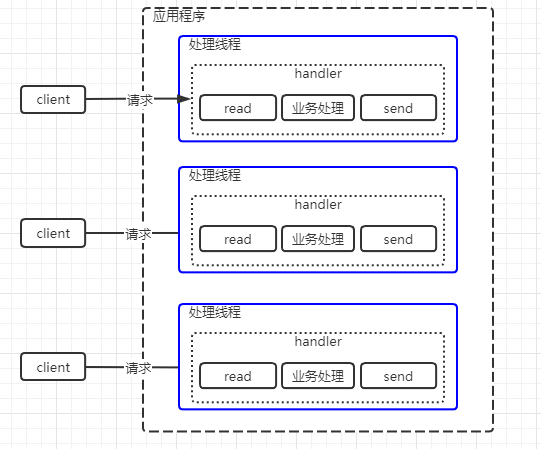 应用程序
处理线程
handler
client
请求
read
业务处理
send
处理线程
handler
client
请求
read
业务处理
send
处理线程
handler
client
请求
read
业务处理
send